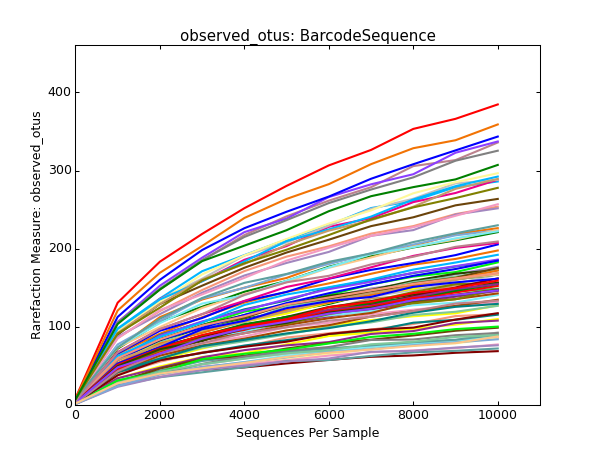 observed_otus: BarcodeSequence
Rarefaction Measure: observed_otus
400
300
200
100
0
0 2000 4000 6000 8000 10000
Sequences Per Sample